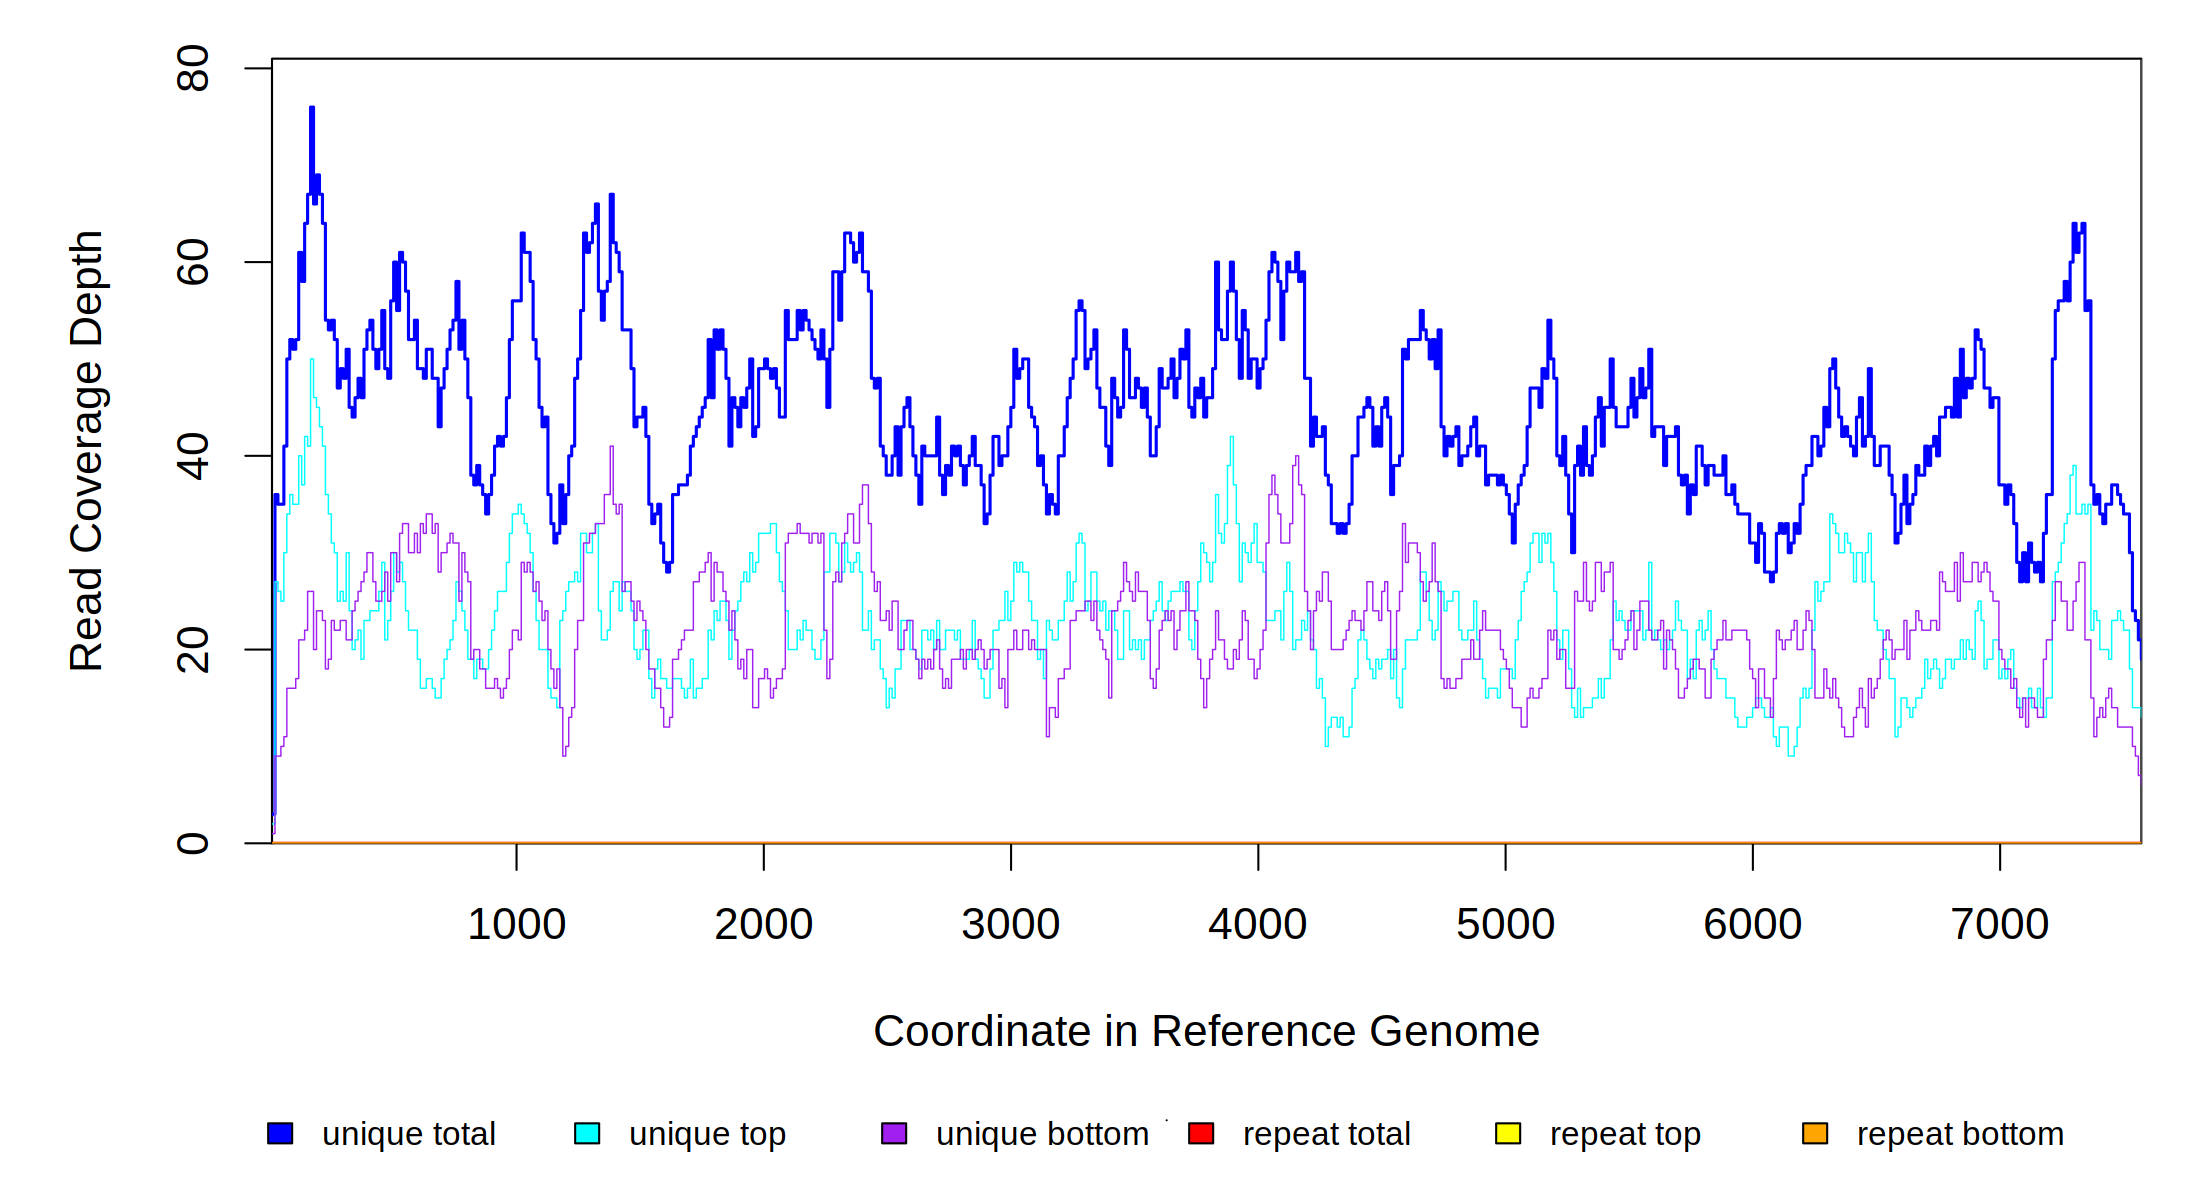 80
60
40
20
0
Read Coverage Depth
1000 2000 3000 4000 5000 6000 7000
Coordinate in Reference Genome
unique total unique top unique bottom repeat total repeat top repeat bottom